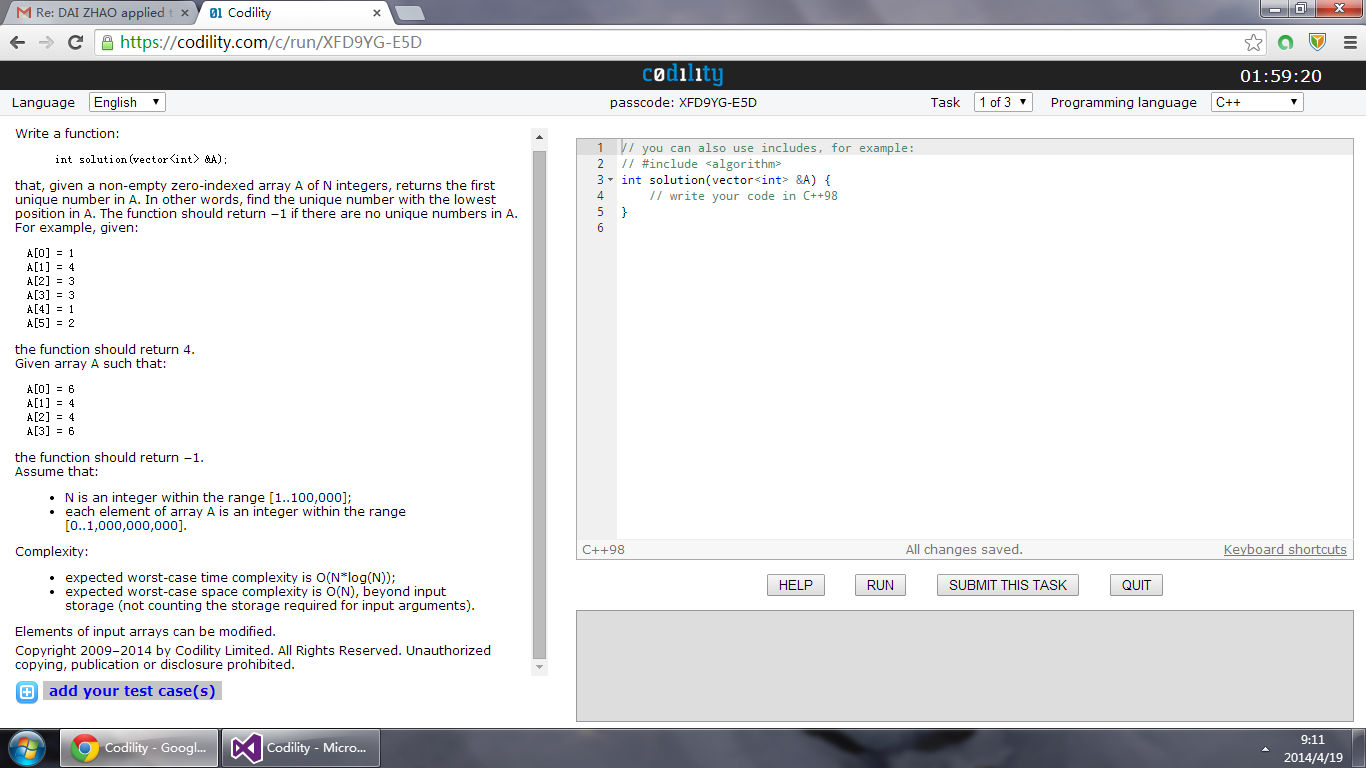 Re: DAI ZHAO applied t
Codility
https://codility.com/c/run/XFD9YG-E5D
codility
01:59:20
Language English
passcode: XFD9YG-E5D
Task 1 of 3 Programming language C++
Write a function:
int solution(vector<int> &A);
that, given a non-empty zero-indexed array A of N integers, returns the first
unique number in A. In other words, find the unique number with the lowest
position in A. The function should return −1 if there are no unique numbers in A.
For example, given:
A[0] = 1
A[1] = 4
A[2] = 3
A[3] = 3
A[4] = 1
A[5] = 2
the function should return 4.
Given array A such that:
A[0] = 6
A[1] = 4
A[2] = 4
A[3] = 6
the function should return −1.
Assume that:
• N is an integer within the range [1..100,000];
• each element of array A is an integer within the range
[0..1,000,000,000].
Complexity:
• expected worst-case time complexity is O(N*log(N));
• expected worst-case space complexity is O(N), beyond input
storage (not counting the storage required for input arguments).
Elements of input arrays can be modified.
Copyright 2009–2014 by Codility Limited. All Rights Reserved. Unauthorized
copying, publication or disclosure prohibited.
add your test case(s)
1 // you can also use includes, for example:
2 // #include <algorithm>
3 int solution(vector<int> &A) {
4 // write your code in C++98
5 }
6
C++98
All changes saved.
Keyboard shortcuts
HELP
RUN
SUBMIT THIS TASK
QUIT
Codility - Googl...
Codility - Micro...
9:11
2014/4/19